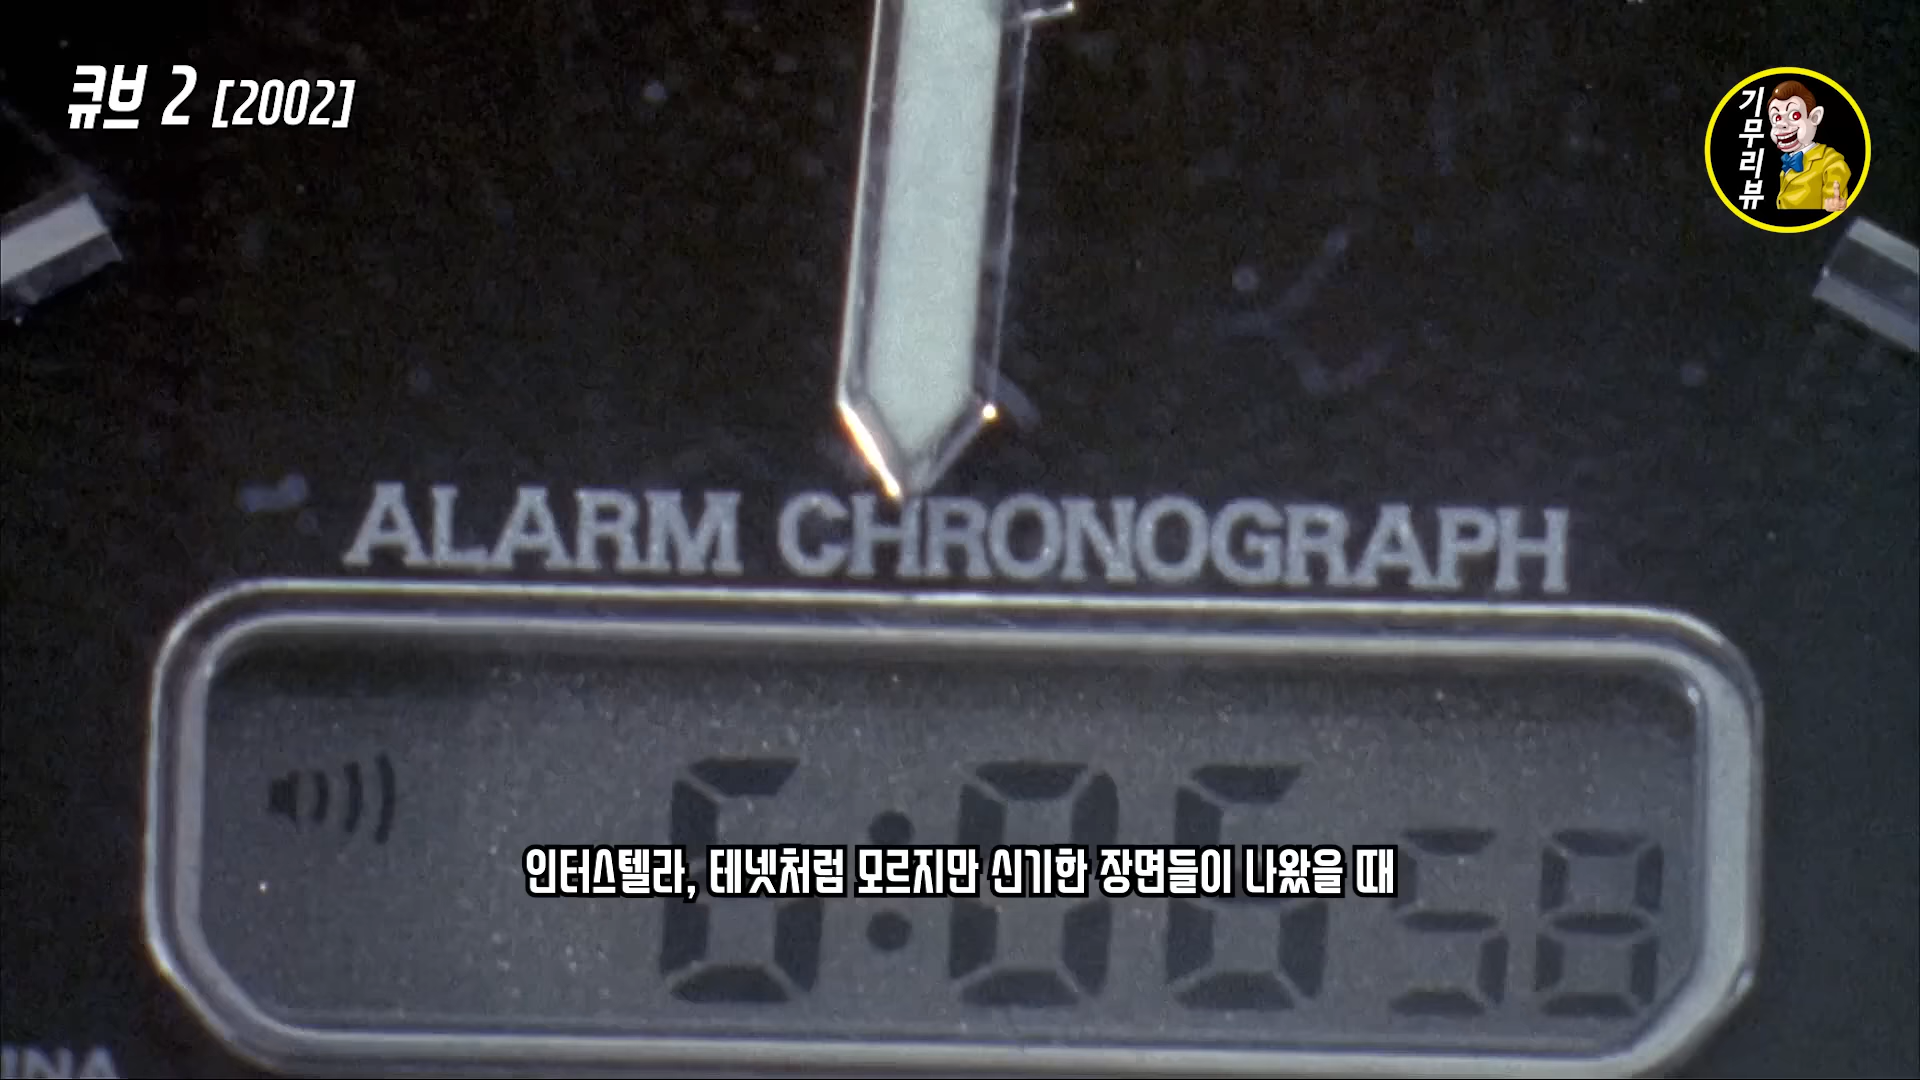 큐브 2 [2002]
기무리뷰
ALARM CHRONOGRAPH
6:06 58
인터스텔라, 테넷처럼 모르지만 신기한 장면들이 나왔을 때
INA